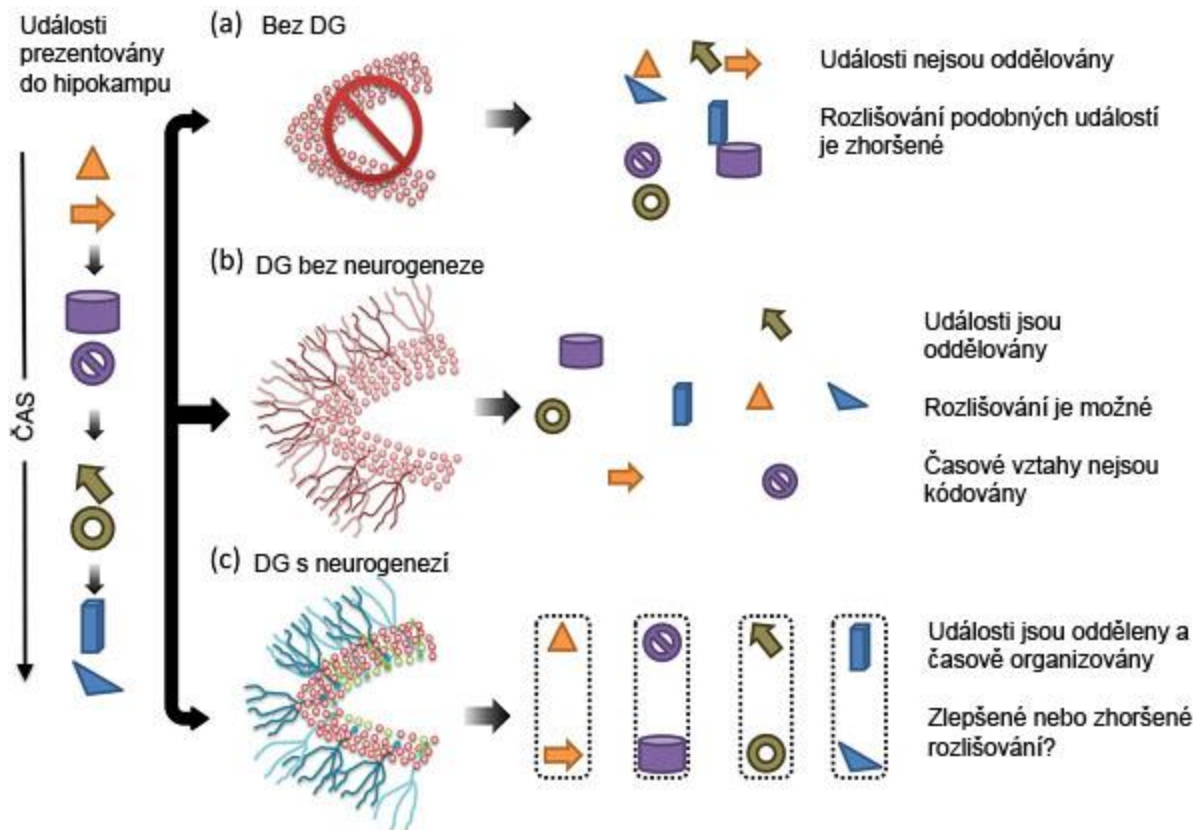 Události
prezentovány
do hipokampu
ČAS
(a) Bez DG
Události nejsou oddělovány
Rozlišování podobných událostí
je zhoršené
(b) DG bez neurogeneze
Události jsou
oddělovány
Rozlišování je možné
Časové vztahy nejsou
kódovány
(c) DG s neurogenezí
Události jsou odděleny a
časově organizovány
Zlepšené nebo zhoršené
rozlišování?